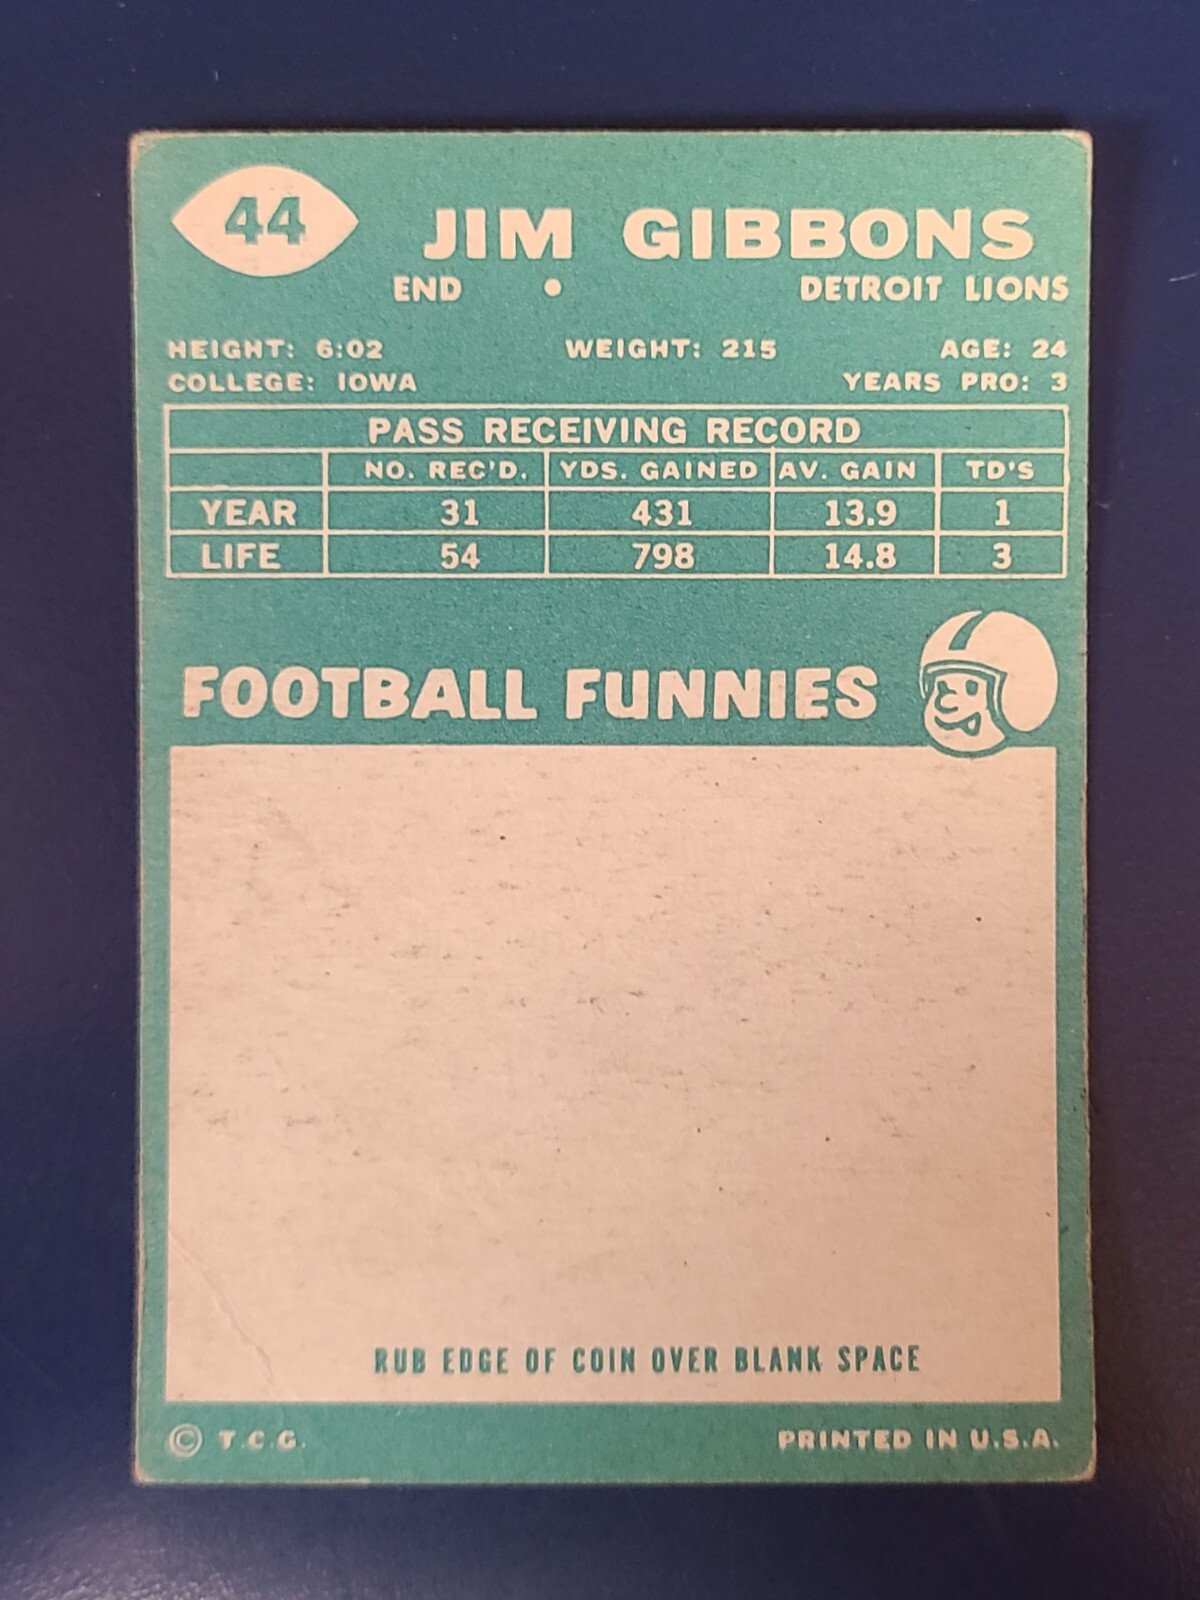 44
JIM GIBBONS
END • DETROIT LIONS
HEIGHT: 6:02 WEIGHT: 215 AGE: 24
COLLEGE: IOWA YEARS PRO: 3
PASS RECEIVING RECORD
NO. REC'D. YDS. GAINED AV. GAIN TD'S
YEAR 31 431 13.9 1
LIFE 54 798 14.8 3
FOOTBALL FUNNIES
RUB EDGE OF COIN OVER BLANK SPACE
© T.C.G. PRINTED IN U.S.A.